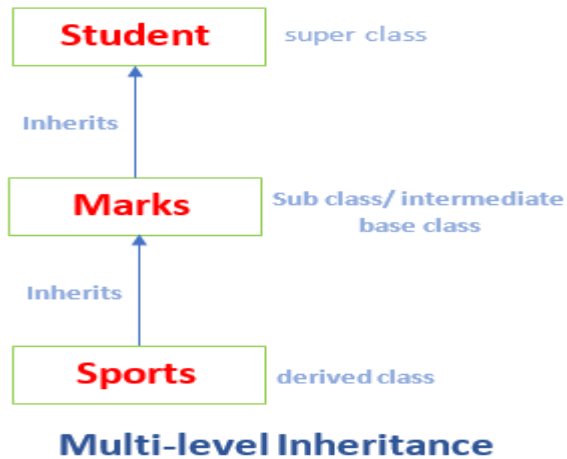 Student
super class
Inherits
Marks
Sub class/ intermediate
base class
Inherits
Sports
derived class
Multi-level Inheritance